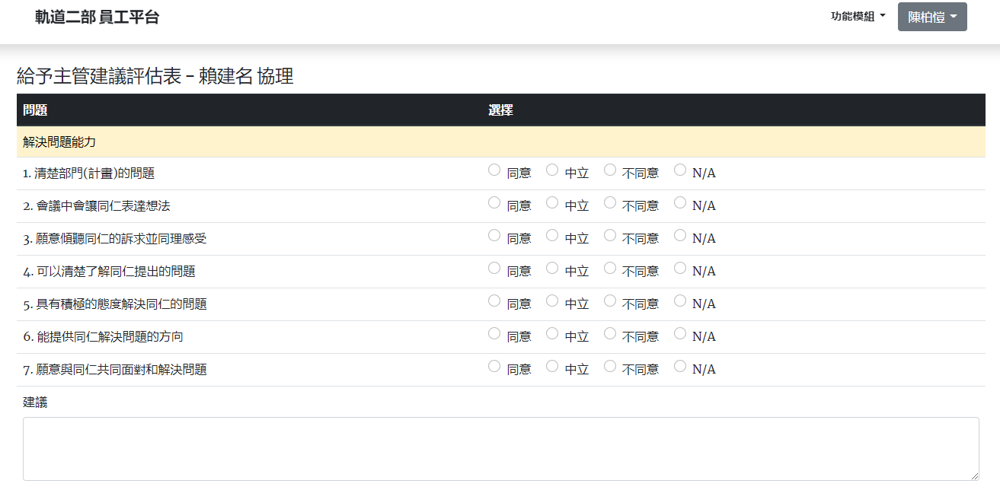 軌道二部 員工平台 功能模組 陳柏愷
給予主管建議評估表 - 賴建名 協理
問題 選擇
解決問題能力
1. 清楚部門(計畫)的問題 同意 中立 不同意 N/A
2. 會議中會讓同仁表達想法 同意 中立 不同意 N/A
3. 願意傾聽同仁的訴求並同理感受 同意 中立 不同意 N/A
4. 可以清楚了解同仁提出的問題 同意 中立 不同意 N/A
5. 具有積極的態度解決同仁的問題 同意 中立 不同意 N/A
6. 能提供同仁解決問題的方向 同意 中立 不同意 N/A
7. 願意與同仁共同面對和解決問題 同意 中立 不同意 N/A
建議